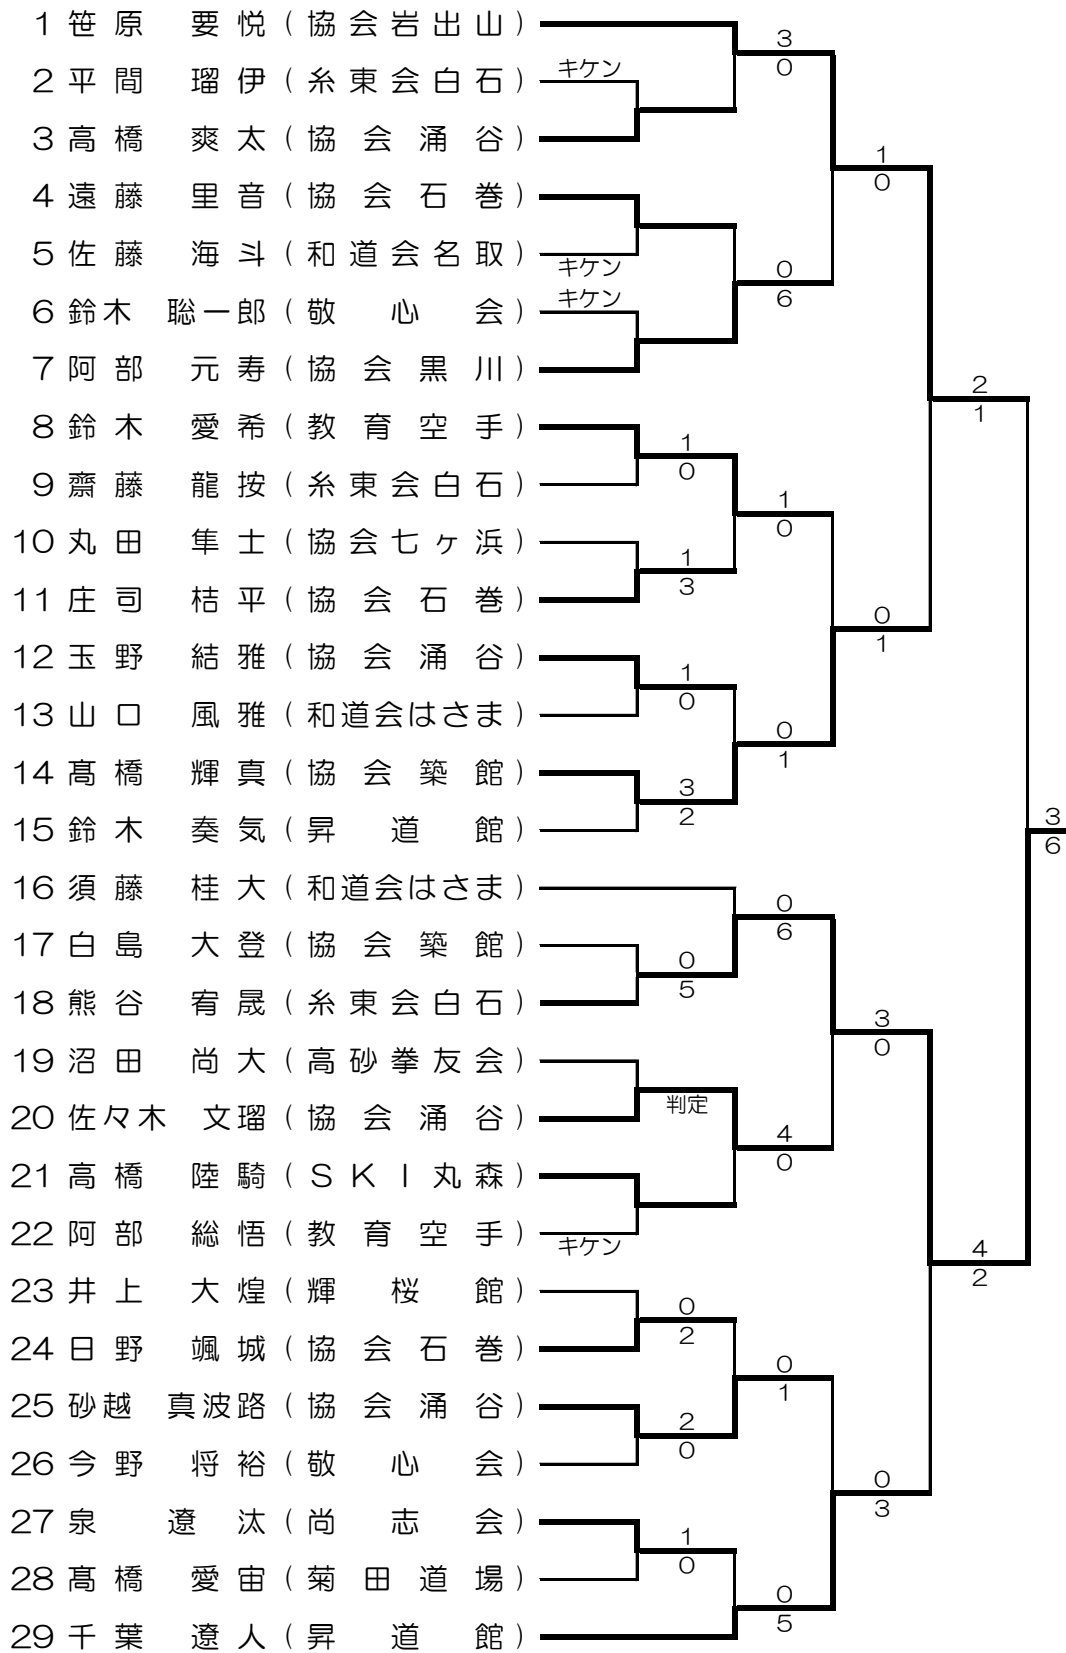 1 笹原 要悦 (協会岩出山)
3
0
2 平間 瑠伊 (糸東会白石)
キケン
3 高橋 爽太 (協会涌谷)
1
0
4 遠藤 里音 (協会石巻)
5 佐藤 海斗 (和道会名取)
キケン
0
6
6 鈴木 聡一郎 (敬心会)
キケン
7 阿部 元寿 (協会黒川)
2
1
8 鈴木 愛希 (教育空手)
1
0
9 齋藤 龍按 (糸東会白石)
1
0
10 丸田 隼士 (協会七ヶ浜)
1
3
11 庄司 桔平 (協会石巻)
0
1
12 玉野 結雅 (協会涌谷)
1
0
13 山口 風雅 (和道会はさま)
0
1
14 髙橋 輝真 (協会築館)
3
2
15 鈴木 奏気 (昇道館)
3
6
16 須藤 桂大 (和道会はさま)
0
6
17 白鳥 大登 (協会築館)
0
5
18 熊谷 宥晟 (糸東会白石)
3
0
19 沼田 尚大 (高砂拳友会)
判定
20 佐々木 文瑠 (協会涌谷)
4
0
21 高橋 陸騎 (SKI丸森)
22 阿部 総悟 (教育空手)
キケン
4
2
23 井上 大煌 (輝桜館)
0
2
24 日野 颯城 (協会石巻)
0
1
25 砂越 真波路 (協会涌谷)
2
0
26 今野 将裕 (敬心会)
0
3
27 泉 遼汰 (尚志会)
1
0
28 髙橋 愛宙 (菊田道場)
0
5
29 千葉 遼人 (昇道館)